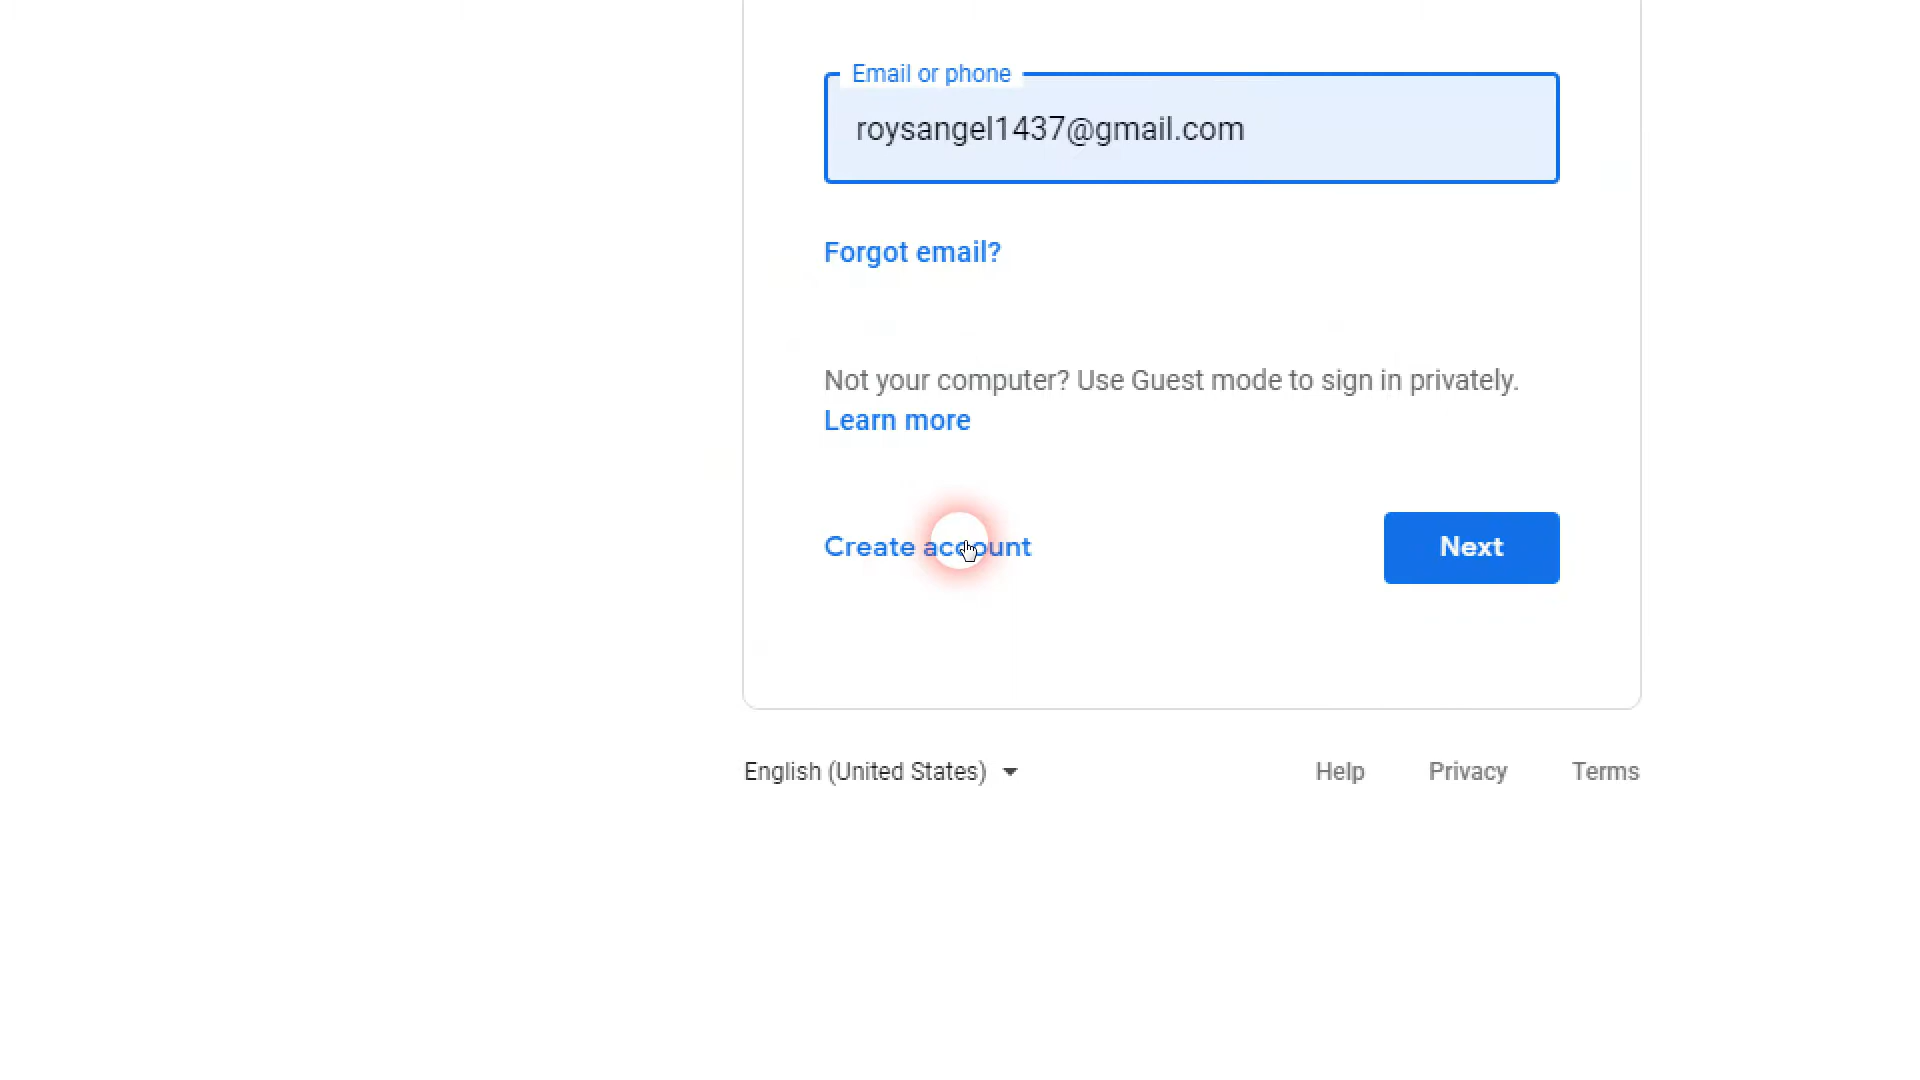 Email or phone
roysangel1437@gmail.com
Forgot email?
Not your computer? Use Guest mode to sign in privately.
Learn more
Create account
Next
English (United States)
Help
Privacy
Terms